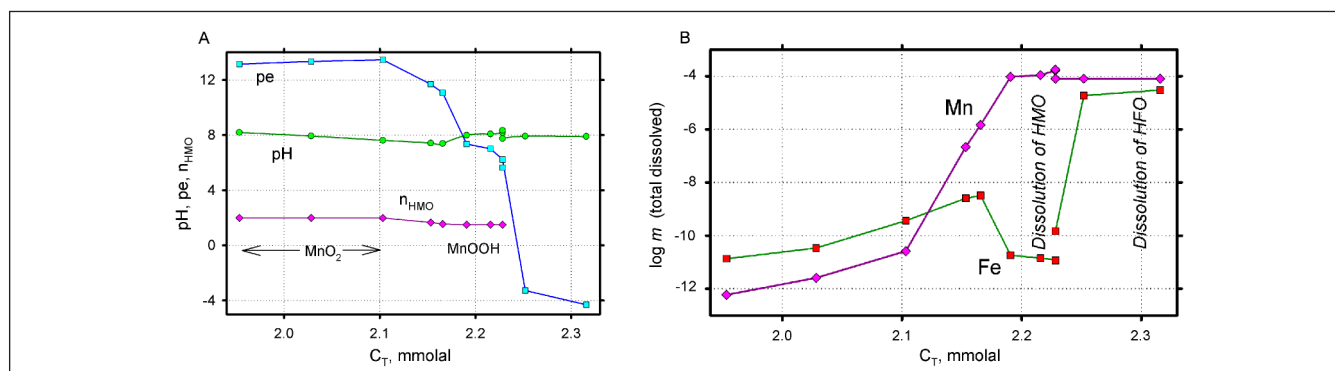 A
pH, pe, n_HMO
12
8
4
0
-4
pe
pH
n_HMO
MnO₂
MnOOH
2.0
2.1
2.2
2.3
C_T, mmolal
B
log m (total dissolved)
-4
-6
-8
-10
-12
Mn
Fe
Dissolution of HMO
Dissolution of HFO
2.0
2.1
2.2
2.3
C_T, mmolal